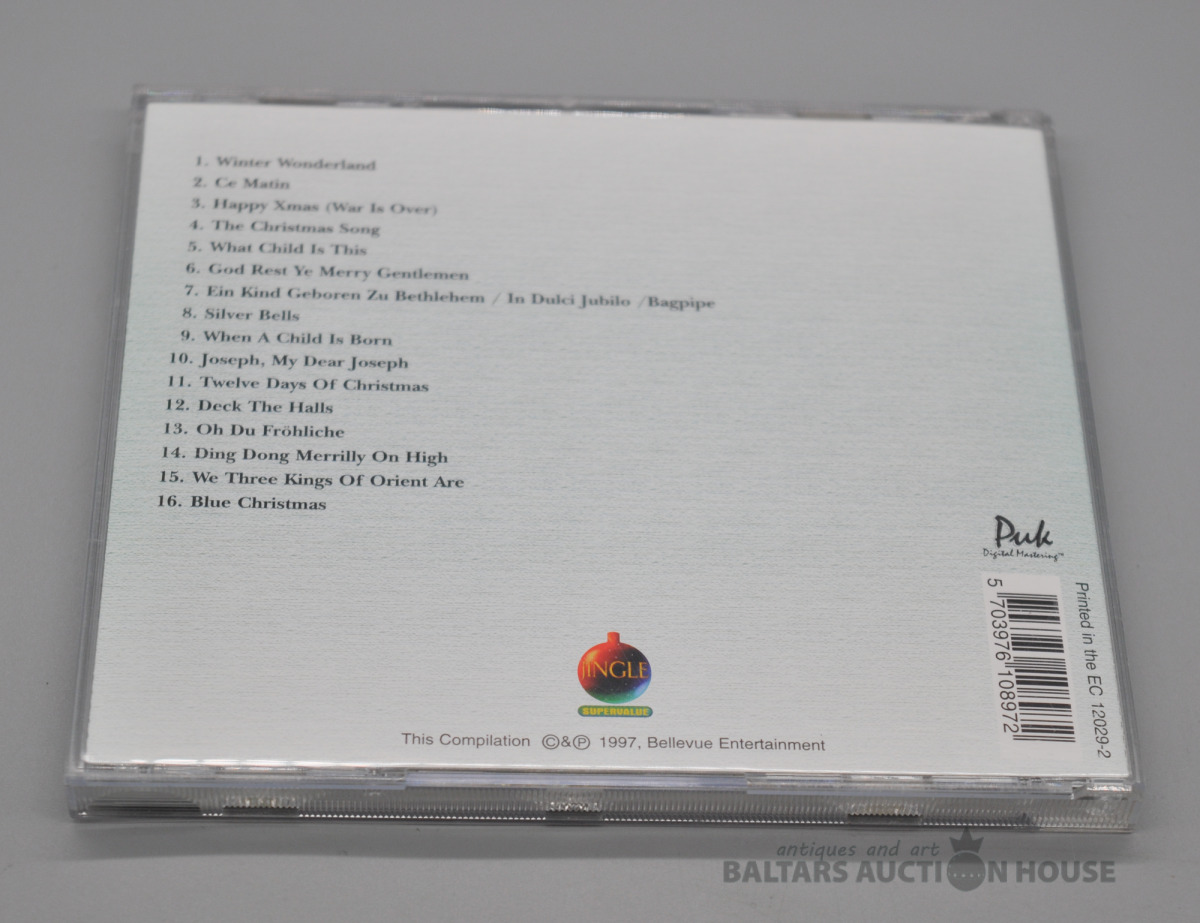 1. Winter Wonderland
2. Ce Matin
3. Happy Xmas (War Is Over)
4. The Christmas Song
5. What Child Is This
6. God Rest Ye Merry Gentlemen
7. Ein Kind Geboren Zu Bethlehem / In Dulci Jubilo /Bagpipe
8. Silver Bells
9. When A Child Is Born
10. Joseph, My Dear Joseph
11. Twelve Days Of Christmas
12. Deck The Halls
13. Oh Du Fröhliche
14. Ding Dong Merrilly On High
15. We Three Kings Of Orient Are
16. Blue Christmas
Puk
Digital Mastering™
5 703976 108972
Printed in the EC 12029-2
JINGLE
SUPERVALUE
This Compilation ©&℗ 1997, Bellevue Entertainment
antiques and art
BALTARS AUCTION HOUSE